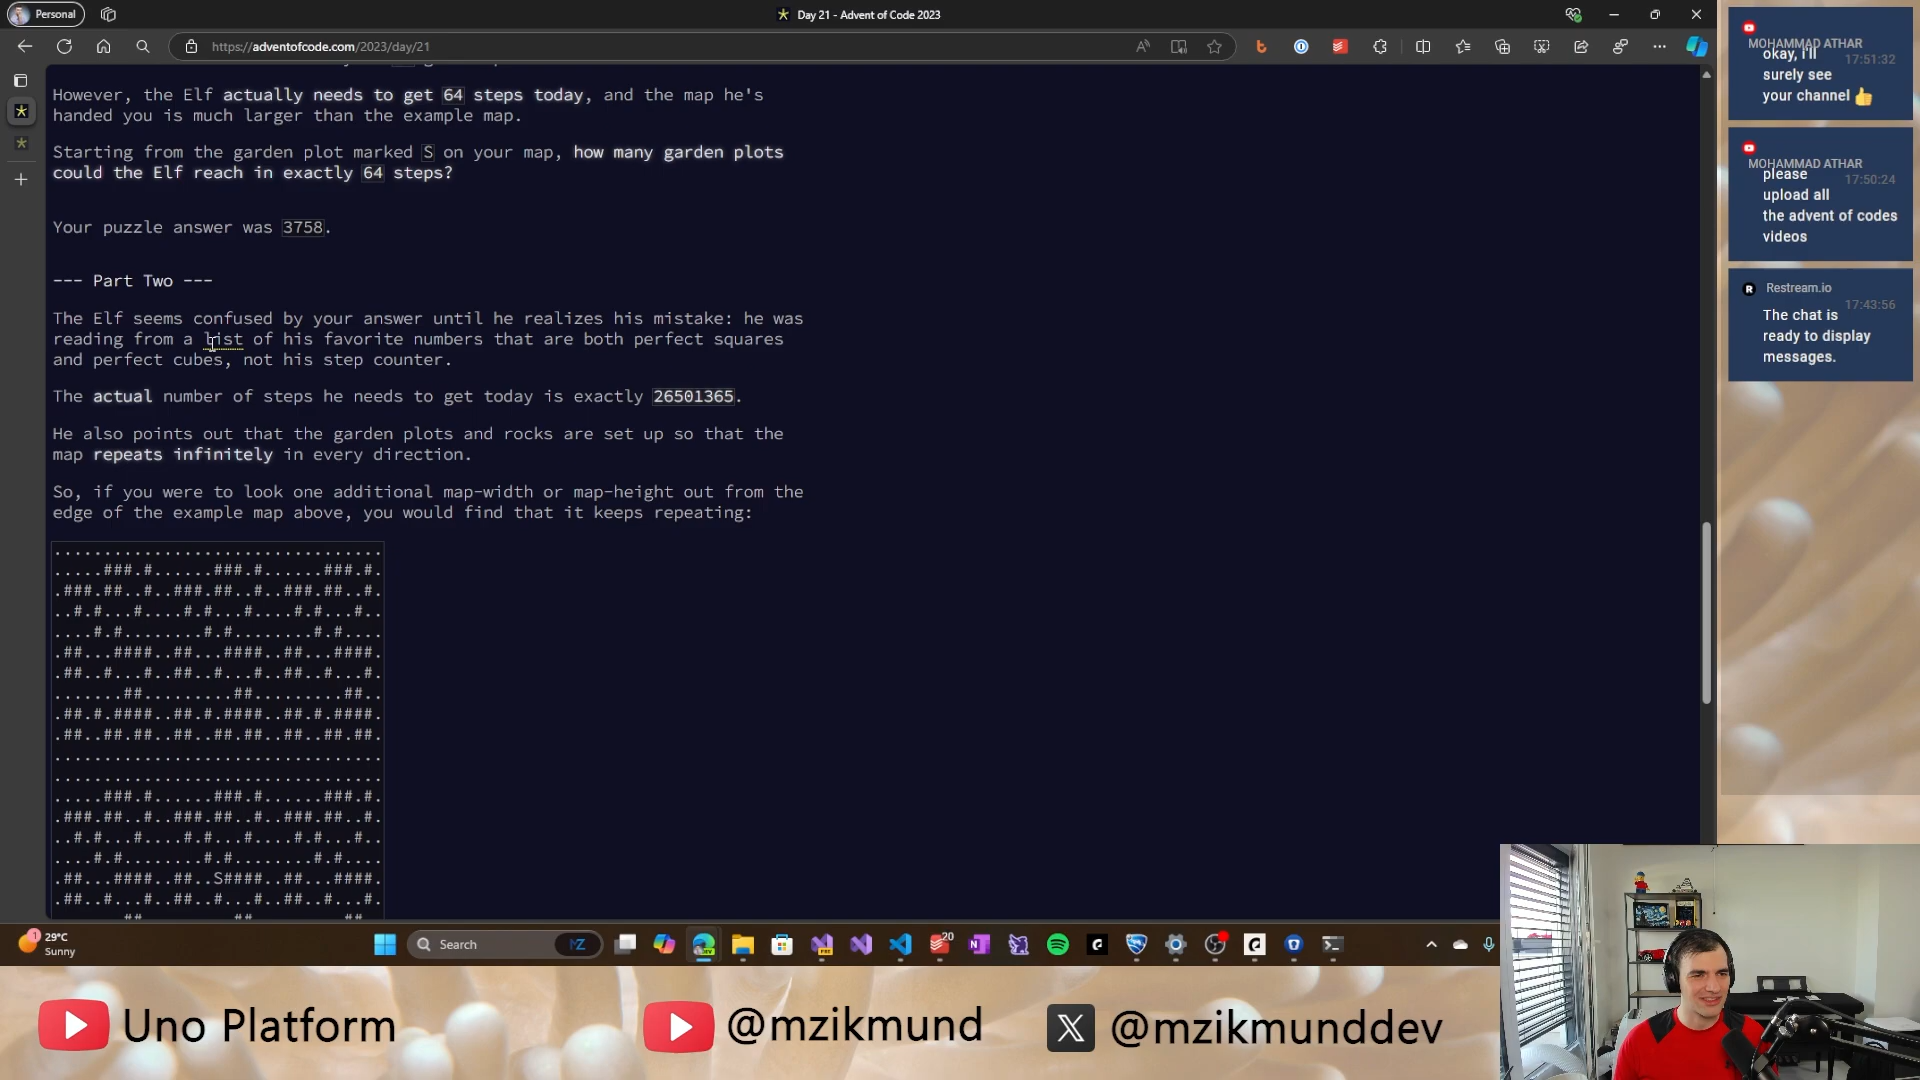 Personal
Day 21 - Advent of Code 2023
https://adventofcode.com/2023/day/21
However, the Elf actually needs to get 64 steps today, and the map he's
handed you is much larger than the example map.
Starting from the garden plot marked S on your map, how many garden plots
could the Elf reach in exactly 64 steps?
Your puzzle answer was 3758.
--- Part Two ---
The Elf seems confused by your answer until he realizes his mistake: he was
reading from a list of his favorite numbers that are both perfect squares
and perfect cubes, not his step counter.
The actual number of steps he needs to get today is exactly 26501365.
He also points out that the garden plots and rocks are set up so that the
map repeats infinitely in every direction.
So, if you were to look one additional map-width or map-height out from the
edge of the example map above, you would find that it keeps repeating:
.................................
.....###.#......###.#......###.#.
.###.##..#..###.##..#..###.##..#.
..#.#...#....#.#...#....#.#...#..
....#.#........#.#........#.#....
.##...####..##...####..##...####.
.##..#...#..##..#...#..##..#...#.
.......##.........##.........##..
.##.#.####..##.#.####..##.#.####.
.##..##.##..##..##.##..##..##.##.
.................................
.................................
.....###.#......###.#......###.#.
.###.##..#..###.##..#..###.##..#.
..#.#...#....#.#...#....#.#...#..
....#.#........#.#........#.#....
.##...####..##..S####..##...####.
.##..#...#..##..#...#..##..#...#.
MOHAMMAD ATHAR
17:51:32
okay, i'll
surely see
your channel 👍
MOHAMMAD ATHAR
17:50:24
please
upload all
the advent of codes
videos
Restream.io
17:43:56
The chat is
ready to display
messages.
1
29°C
Sunny
Search
MZ
20
Uno Platform
@mzikmund
@mzikmunddev